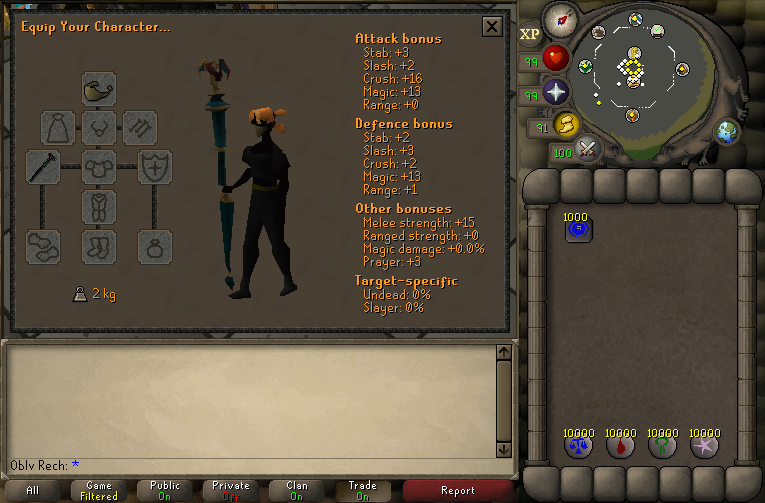 Equip Your Character...
Attack bonus
Stab: +3
Slash: +2
Crush: +16
Magic: +13
Range: +0
Defence bonus
Stab: +2
Slash: +3
Crush: +2
Magic: +13
Range: +1
Other bonuses
Melee strength: +15
Ranged strength: +0
Magic damage: +0.0%
Prayer: +3
Target-specific
Undead: 0%
Slayer: 0%
2 kg
XP
99
99
91
100
1000
10000 10000 10000 10000
Oblv Rech: *
All
Game
Filtered
Public
On
Private
Off
Clan
On
Trade
On
Report